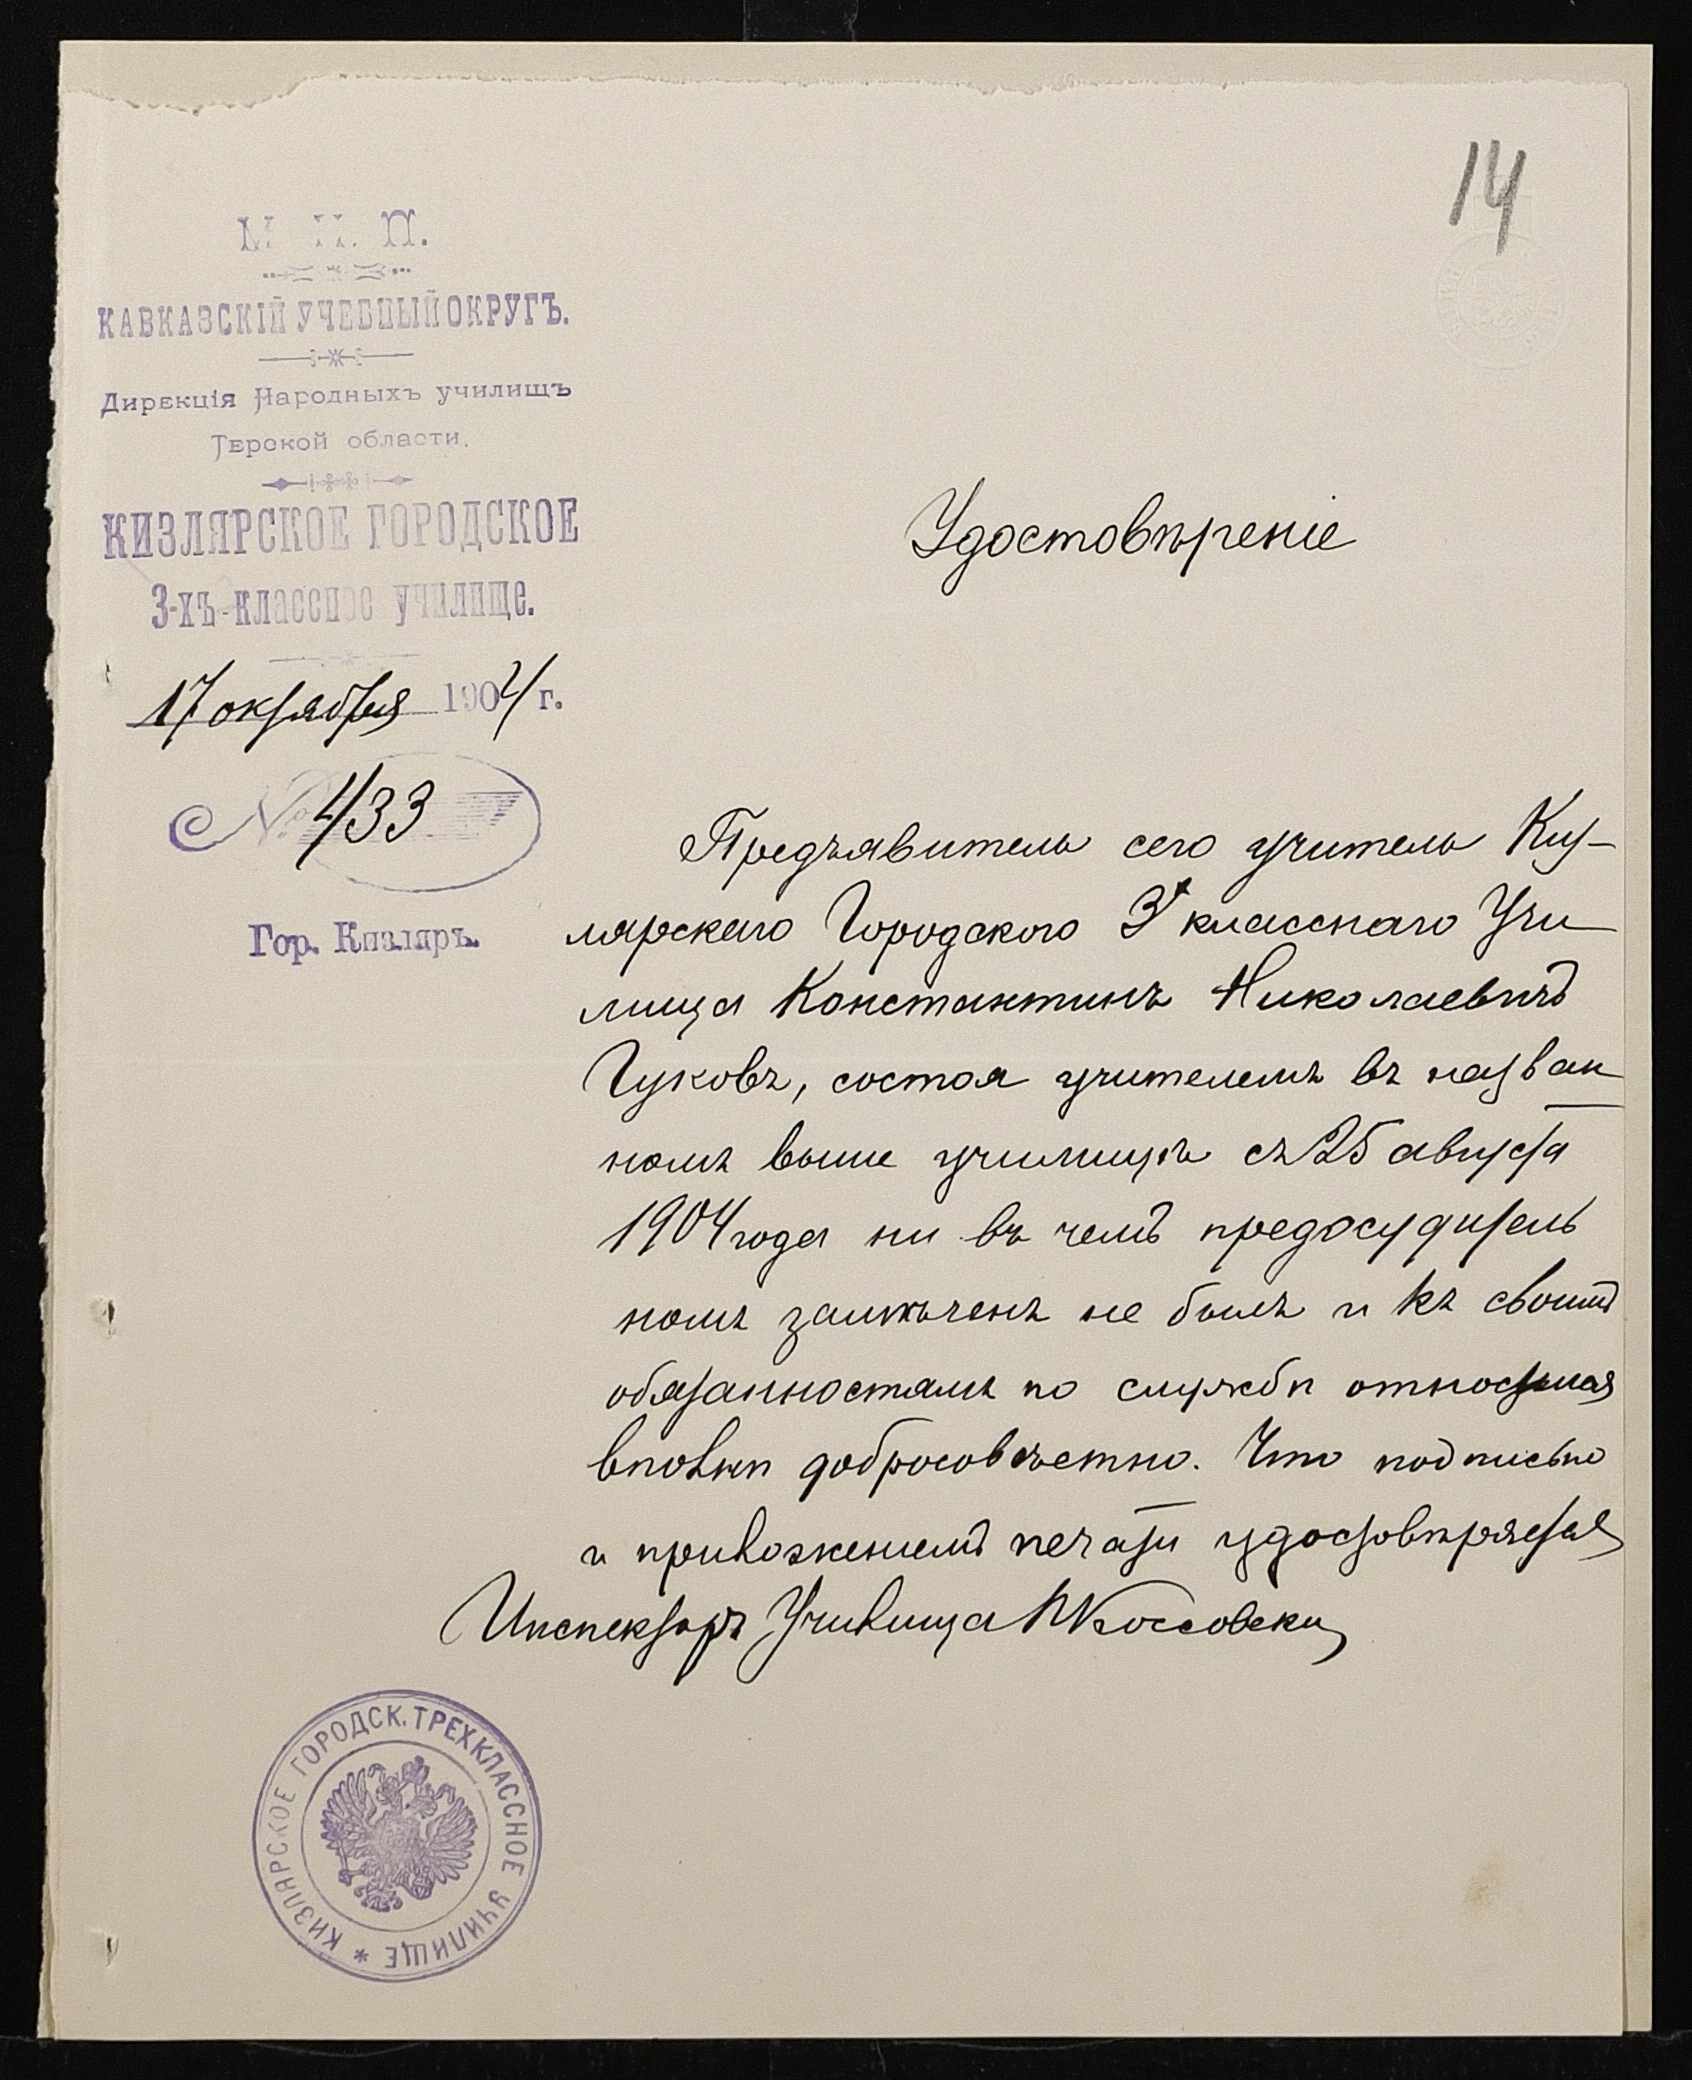 14
М. Н. П.
КАВКАЗСКІЙ УЧЕБНЫЙ ОКРУГЪ.
Дирекція Народныхъ училищъ
Терской области.
КИЗЛЯРСКОЕ ГОРОДСКОЕ
3-хъ-классное училище.
17 октября 1904 г.
№ 433
Гор. Кизляръ.
Удостовѣреніе
Предъявитель сего учитель Киз-
лярскаго Городского 3х класснаго Учи
лища Константинъ Николаевичъ
Гуковъ, состоя учителемъ въ назван
номъ выше училищѣ съ 25 августа
1904 года ни въ чемъ предосудитель
номъ замѣченъ не былъ и къ своимъ
обязанностямъ по службѣ относился
вполнѣ добросовѣстно. Что подписью
и приложеніемъ печати удостовѣряется
Инспекторъ Училища Коссовскій
КИЗЛЯРСКОЕ ГОРОДСК. ТРЕХКЛАССНОЕ УЧИЛИЩЕ *